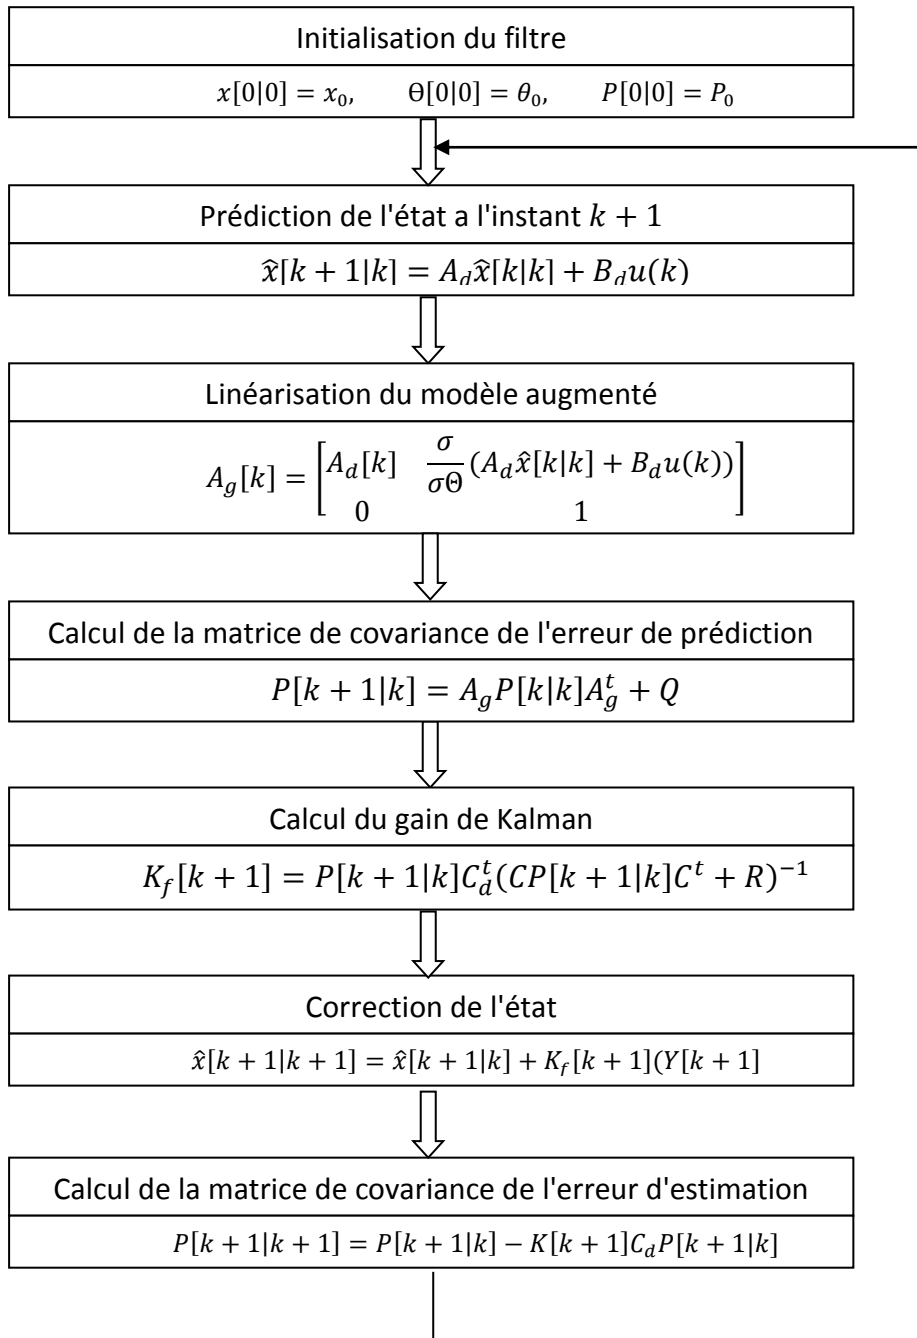 Initialisation du filtre
x[0|0] = x₀, Θ[0|0] = θ₀, P[0|0] = P₀
Prédiction de l'état a l'instant k + 1
x̂[k + 1|k] = A_d x̂[k|k] + B_d u(k)
Linéarisation du modèle augmenté
A_g[k] = [A_d[k] σ/σΘ (A_d x̂[k|k] + B_d u(k))
0 1]
Calcul de la matrice de covariance de l'erreur de prédiction
P[k + 1|k] = A_g P[k|k] A_g^t + Q
Calcul du gain de Kalman
K_f[k + 1] = P[k + 1|k] C_d^t (CP[k + 1|k]C^t + R)^−1
Correction de l'état
x̂[k + 1|k + 1] = x̂[k + 1|k] + K_f[k + 1](Y[k + 1]
Calcul de la matrice de covariance de l'erreur d'estimation
P[k + 1|k + 1] = P[k + 1|k] − K[k + 1]C_d P[k + 1|k]